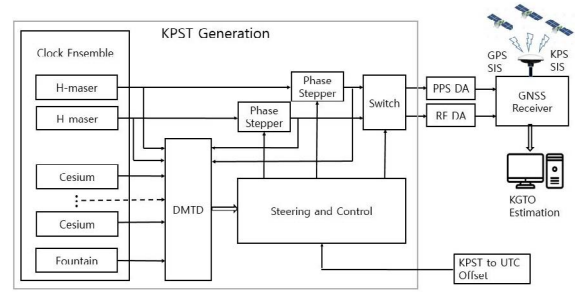 KPST Generation
Clock Ensemble
H-maser
H maser
Cesium
Cesium
Fountain
DMTD
Phase
Stepper
Phase
Stepper
Switch
Steering and Control
PPS DA
RF DA
GPS
SIS
KPS
SIS
GNSS
Receiver
KGTO
Estimation
KPST to UTC
Offset